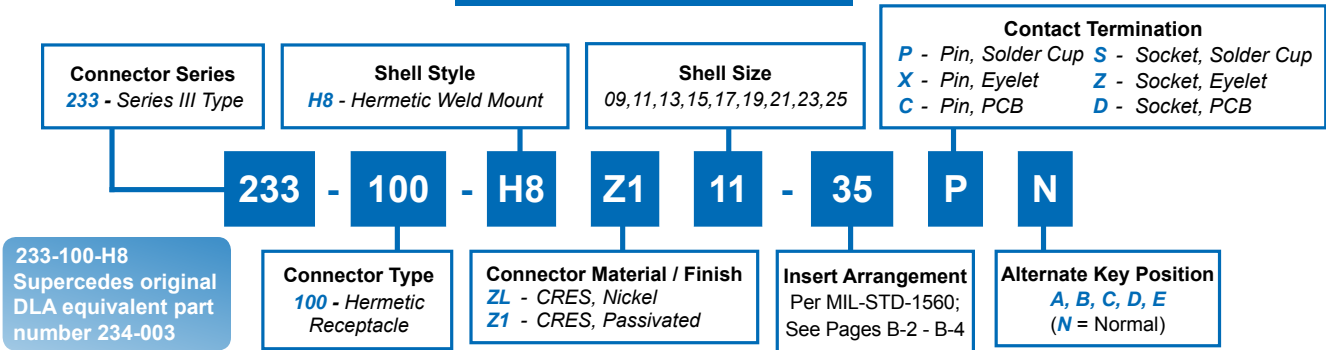 Connector Series
233 - Series III Type
Shell Style
H8 - Hermetic Weld Mount
Shell Size
09,11,13,15,17,19,21,23,25
Contact Termination
P - Pin, Solder Cup S - Socket, Solder Cup
X - Pin, Eyelet Z - Socket, Eyelet
C - Pin, PCB D - Socket, PCB
233 - 100 - H8 Z1 11 - 35 P N
233-100-H8
Supercedes original
DLA equivalent part
number 234-003
Connector Type
100 - Hermetic
Receptacle
Connector Material / Finish
ZL - CRES, Nickel
Z1 - CRES, Passivated
Insert Arrangement
Per MIL-STD-1560;
See Pages B-2 - B-4
Alternate Key Position
A, B, C, D, E
(N = Normal)